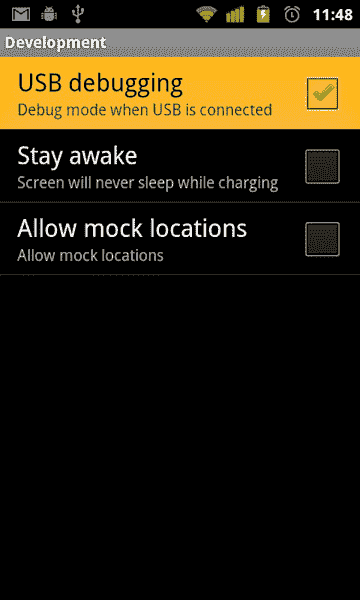 11:48
Development
USB debugging
Debug mode when USB is connected
Stay awake
Screen will never sleep while charging
Allow mock locations
Allow mock locations